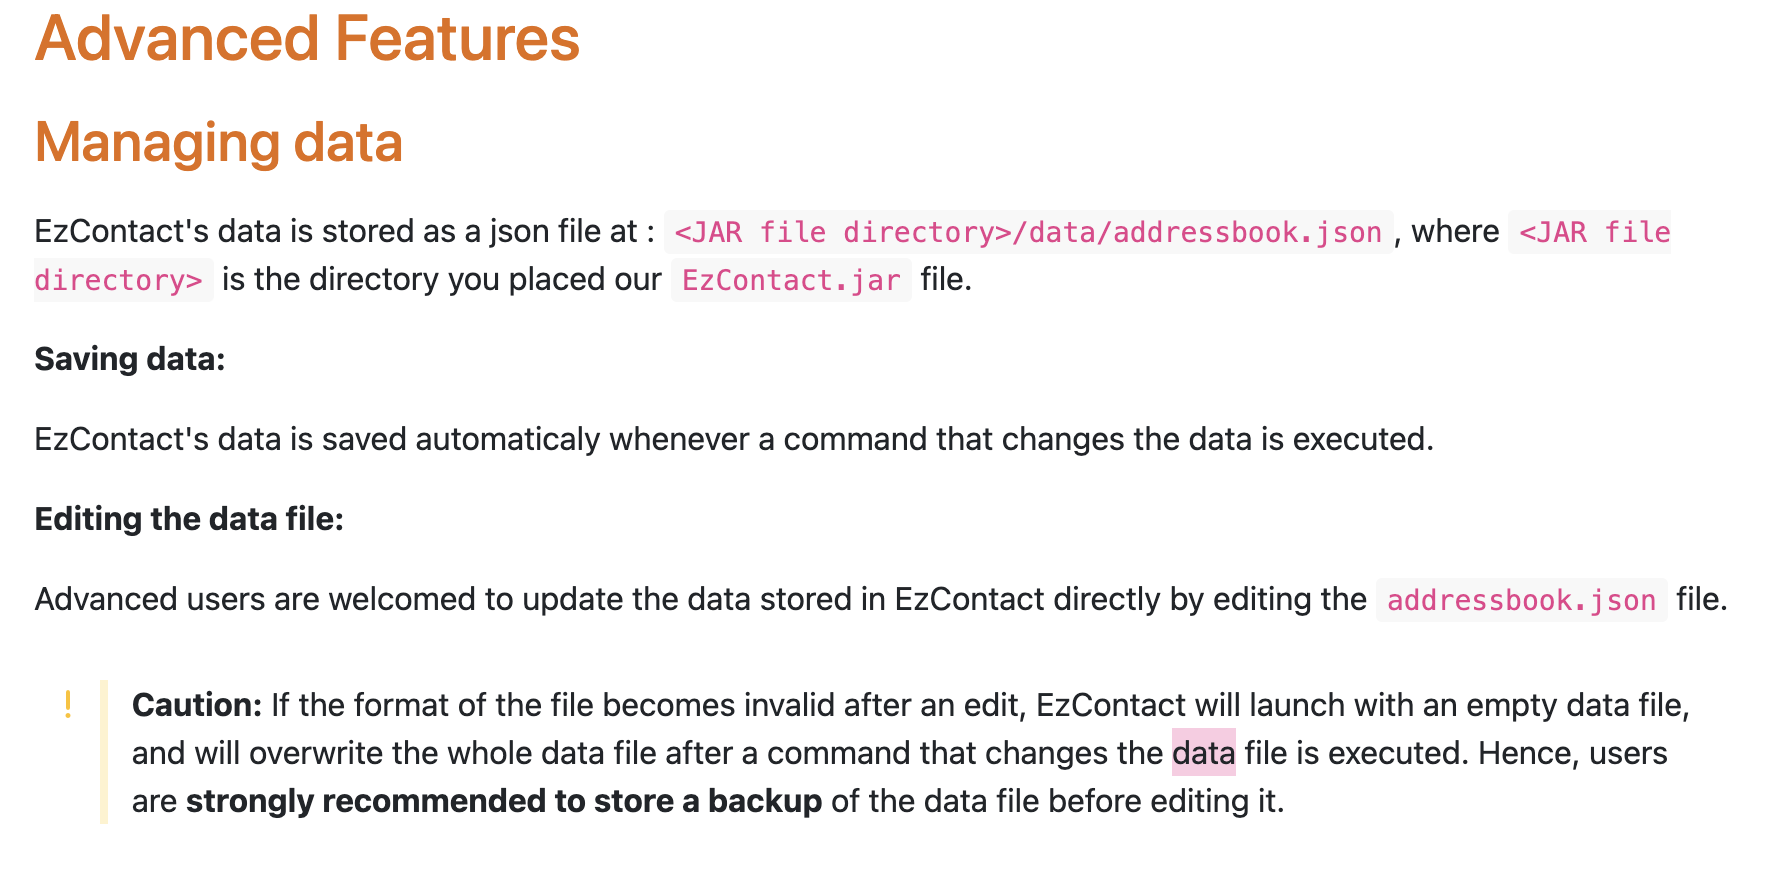 Advanced Features
Managing data
EzContact's data is stored as a json file at : <JAR file directory>/data/addressbook.json , where <JAR file
directory> is the directory you placed our EzContact.jar file.
Saving data:
EzContact's data is saved automaticaly whenever a command that changes the data is executed.
Editing the data file:
Advanced users are welcomed to update the data stored in EzContact directly by editing the addressbook.json file.
! Caution: If the format of the file becomes invalid after an edit, EzContact will launch with an empty data file,
and will overwrite the whole data file after a command that changes the data file is executed. Hence, users
are strongly recommended to store a backup of the data file before editing it.